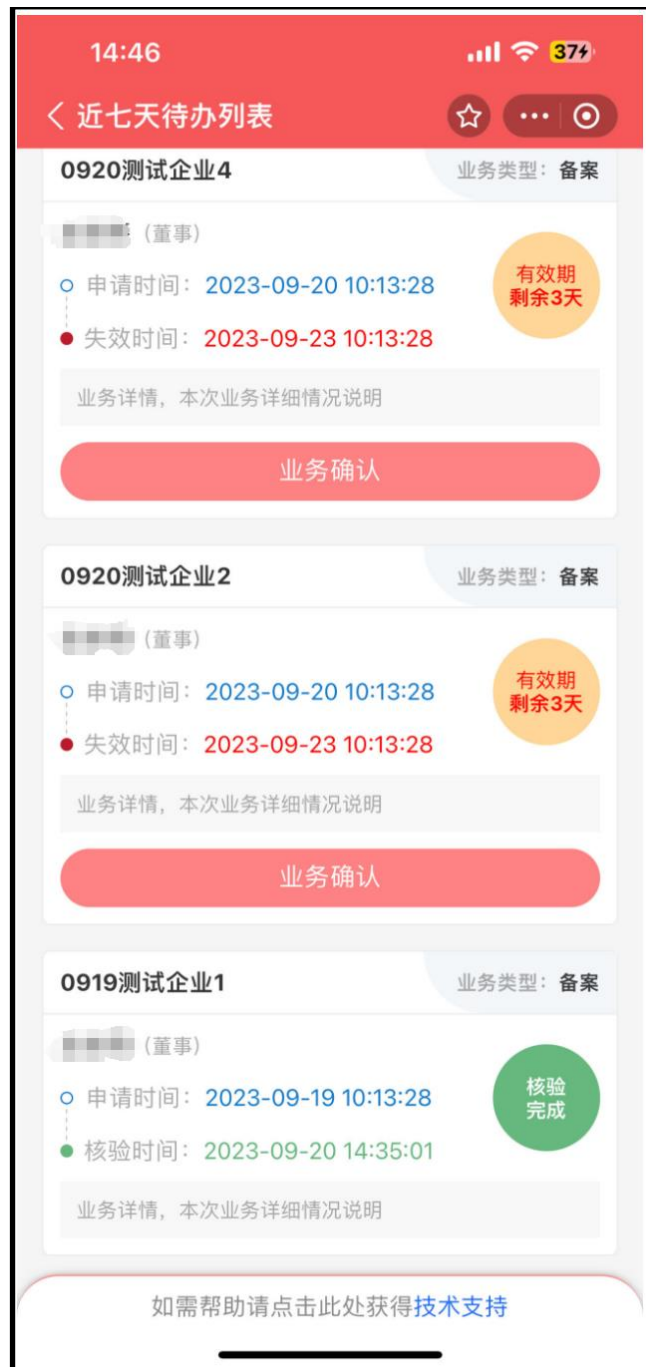 14:46
37
近七天待办列表
0920测试企业4 业务类型：备案
（董事）
申请时间：2023-09-20 10:13:28
有效期
剩余3天
失效时间：2023-09-23 10:13:28
业务详情，本次业务详细情况说明
业务确认
0920测试企业2 业务类型：备案
（董事）
申请时间：2023-09-20 10:13:28
有效期
剩余3天
失效时间：2023-09-23 10:13:28
业务详情，本次业务详细情况说明
业务确认
0919测试企业1 业务类型：备案
（董事）
申请时间：2023-09-19 10:13:28
核验
完成
核验时间：2023-09-20 14:35:01
业务详情，本次业务详细情况说明
如需帮助请点击此处获得技术支持